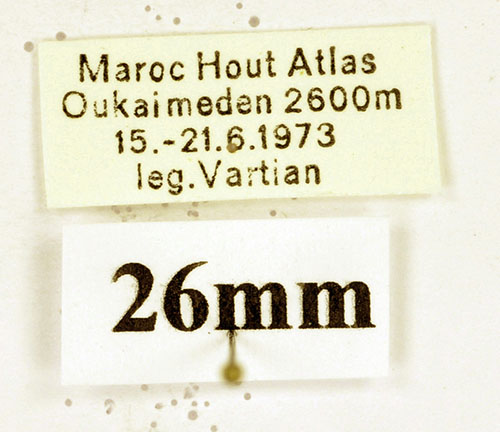 Maroc Hout Atlas
Oukaimeden 2600m
15.-21.6.1973
leg.Vartian
26mm